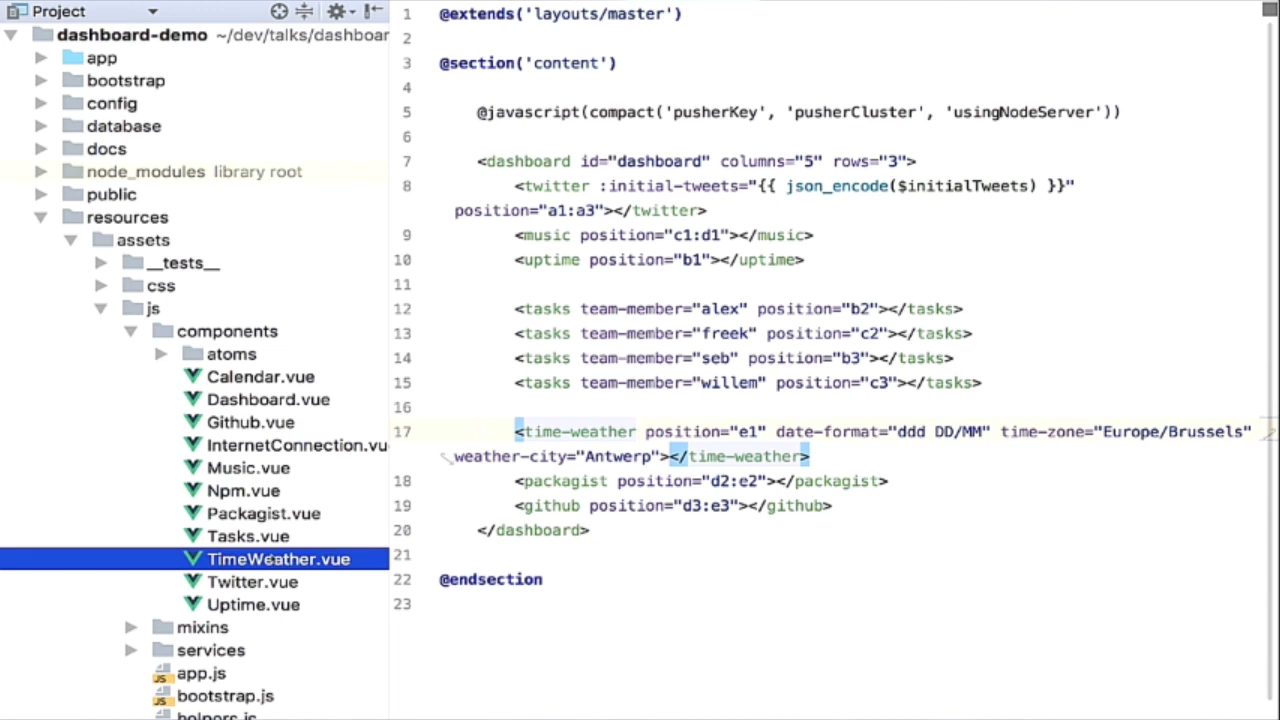 Project
dashboard-demo ~/dev/talks/dashboar
app
bootstrap
config
database
docs
node_modules library root
public
resources
assets
__tests__
css
js
components
atoms
Calendar.vue
Dashboard.vue
Github.vue
InternetConnection.vu
Music.vue
Npm.vue
Packagist.vue
Tasks.vue
TimeWeather.vue
Twitter.vue
Uptime.vue
mixins
services
JS app.js
JS bootstrap.js
helpers.js
1 @extends('layouts/master')
2
3 @section('content')
4
5 @javascript(compact('pusherKey', 'pusherCluster', 'usingNodeServer'))
6
7 <dashboard id="dashboard" columns="5" rows="3">
8 <twitter :initial-tweets="{{ json_encode($initialTweets) }}"
position="a1:a3"></twitter>
9 <music position="c1:d1"></music>
10 <uptime position="b1"></uptime>
11
12 <tasks team-member="alex" position="b2"></tasks>
13 <tasks team-member="freek" position="c2"></tasks>
14 <tasks team-member="seb" position="b3"></tasks>
15 <tasks team-member="willem" position="c3"></tasks>
16
17 <time-weather position="e1" date-format="ddd DD/MM" time-zone="Europe/Brussels"
weather-city="Antwerp"></time-weather>
18 <packagist position="d2:e2"></packagist>
19 <github position="d3:e3"></github>
20 </dashboard>
21
22 @endsection
23